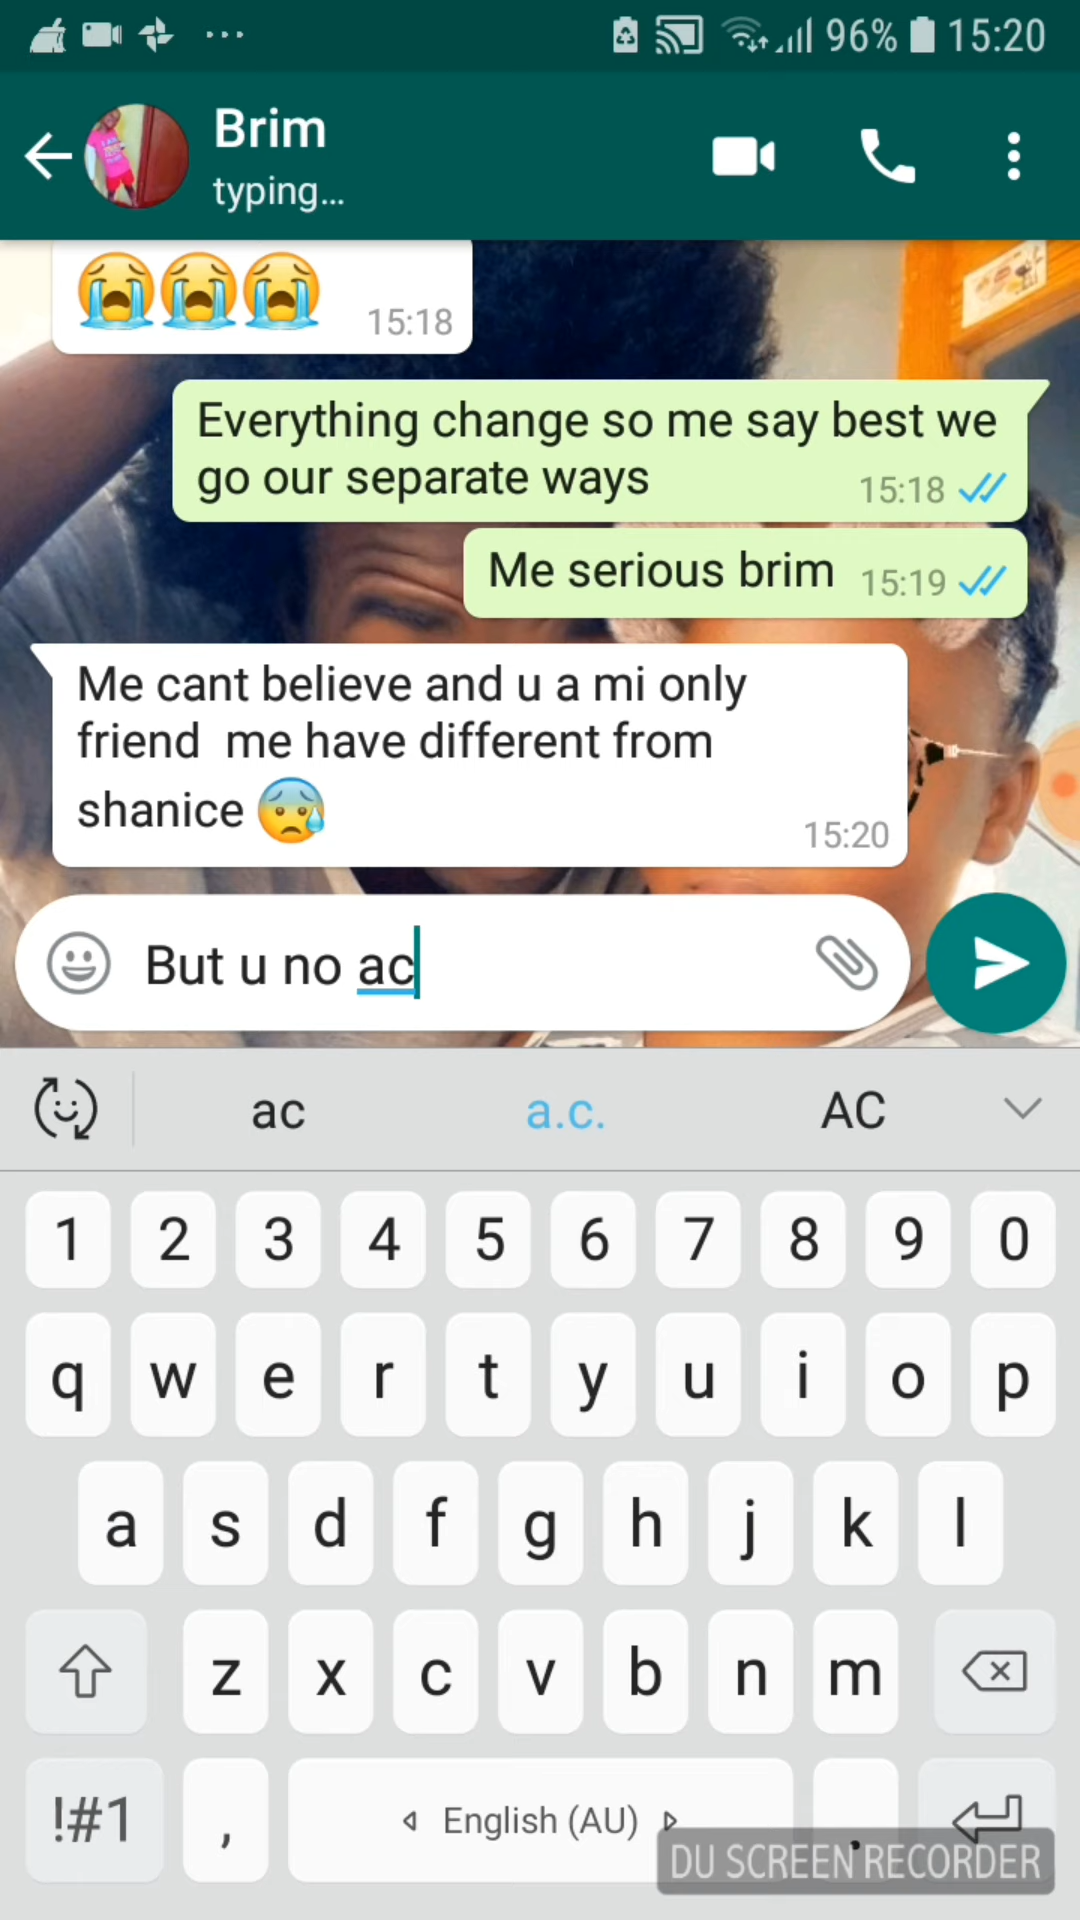 96% 15:20
Brim
typing...
😭😭😭 15:18
Everything change so me say best we
go our separate ways 15:18
Me serious brim 15:19
Me cant believe and u a mi only
friend  me have different from
shanice 😰
15:20
But u no ac
ac a.c. AC
1 2 3 4 5 6 7 8 9 0
q w e r t y u i o p
a s d f g h j k l
z x c v b n m
!#1 , English (AU) .
DU SCREEN RECORDER